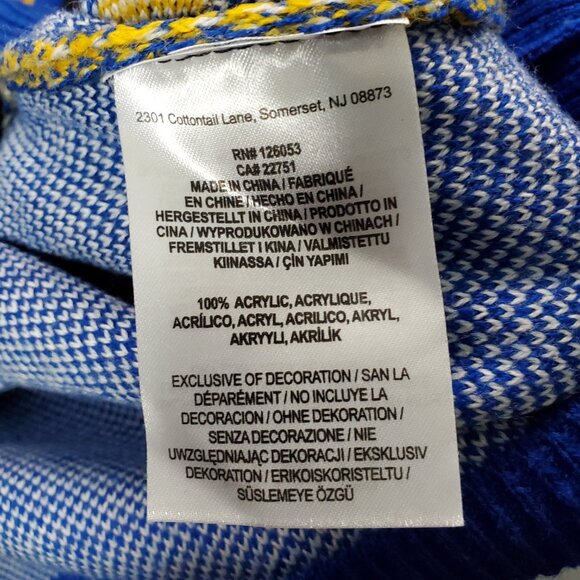 2301 Cottontail Lane, Somerset, NJ 08873
RN# 126053
CA# 22751
MADE IN CHINA / FABRIQUÉ
EN CHINE / HECHO EN CHINA /
HERGESTELLT IN CHINA / PRODOTTO IN
CINA / WYPRODUKOWANO W CHINACH /
FREMSTILLET I KINA / VALMISTETTU
KIINASSA / ÇİN YAPIMI
100% ACRYLIC, ACRYLIQUE,
ACRÍLICO, ACRYL, ACRILICO, AKRYL,
AKRYYLI, AKRİLİK
EXCLUSIVE OF DECORATION / SAN LA
DÉPARÉMENT / NO INCLUYE LA
DECORACION / OHNE DEKORATION /
SENZA DECORAZIONE / NIE
UWZGLĘDNIAJĄC DEKORACJI / EKSKLUSIV
DEKORATION / ERIKOISKORISTELTU /
SÜSLEMEYE ÖZGÜ